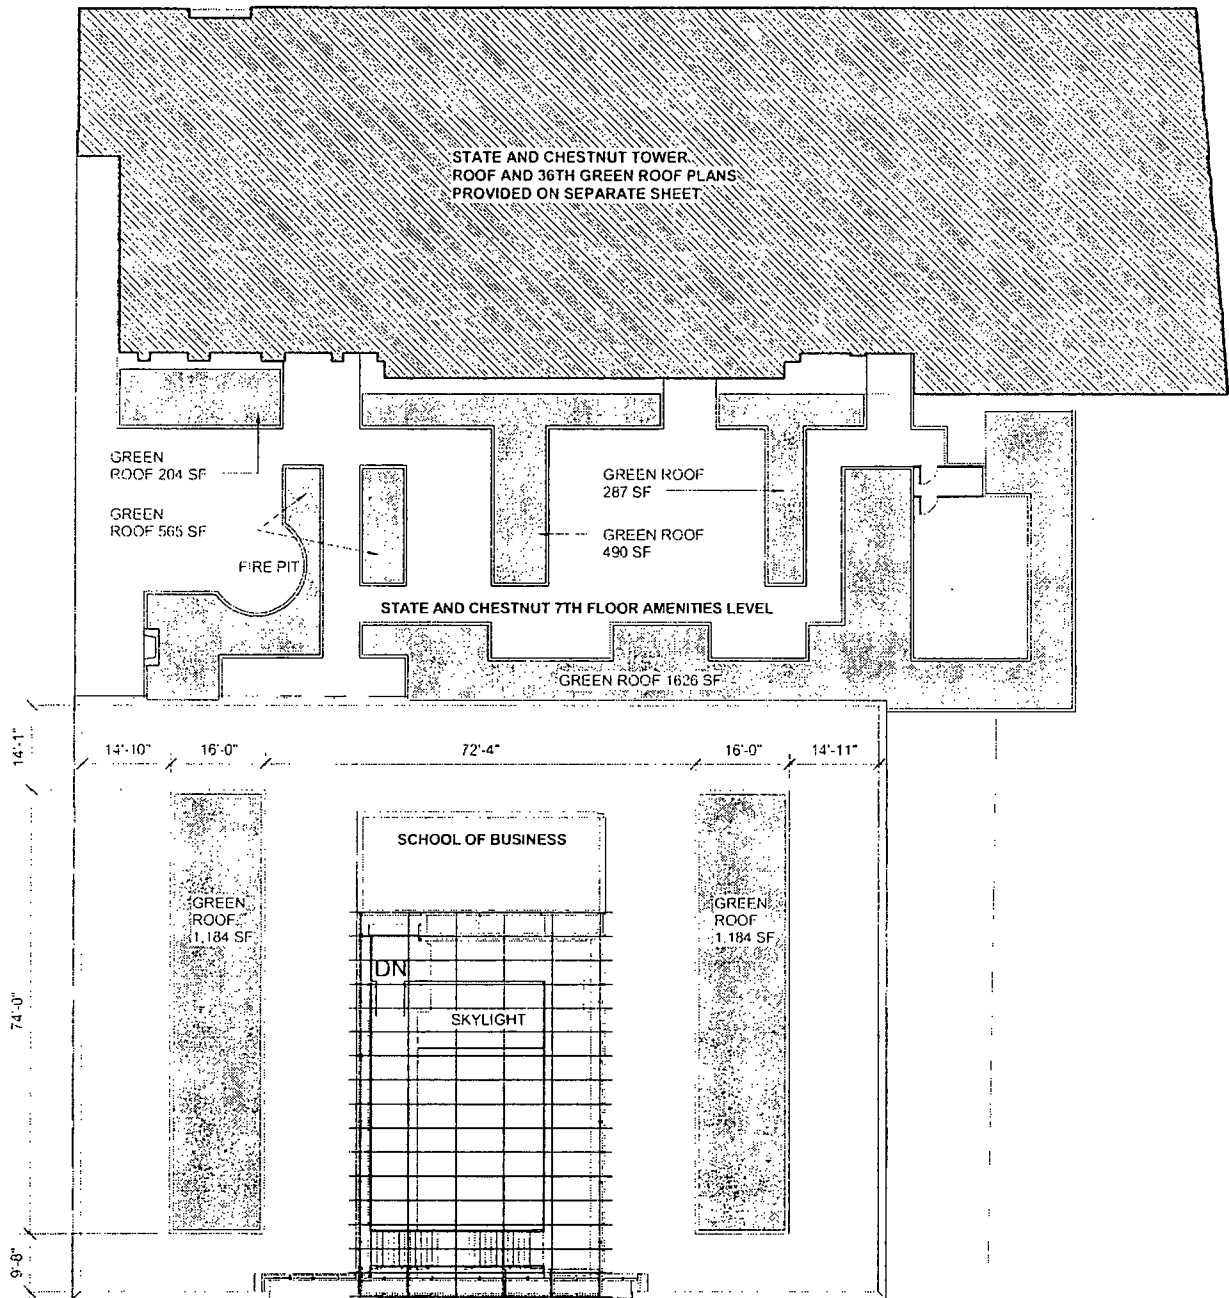 STATE AND CHESTNUT TOWER
ROOF AND 36TH GREEN ROOF PLANS
PROVIDED ON SEPARATE SHEET
GREEN
ROOF 204 SF
GREEN
ROOF 565 SF
FIRE PIT
GREEN ROOF
287 SF
GREEN ROOF
490 SF
STATE AND CHESTNUT 7TH FLOOR AMENITIES LEVEL
GREEN ROOF 1626 SF
14'-1"
14'-10"
16'-0"
72'-4"
16'-0"
14'-11"
SCHOOL OF BUSINESS
GREEN
ROOF
1,184 SF
GREEN
ROOF
1,184 SF
DN
SKYLIGHT
74'-0"
9'-8"